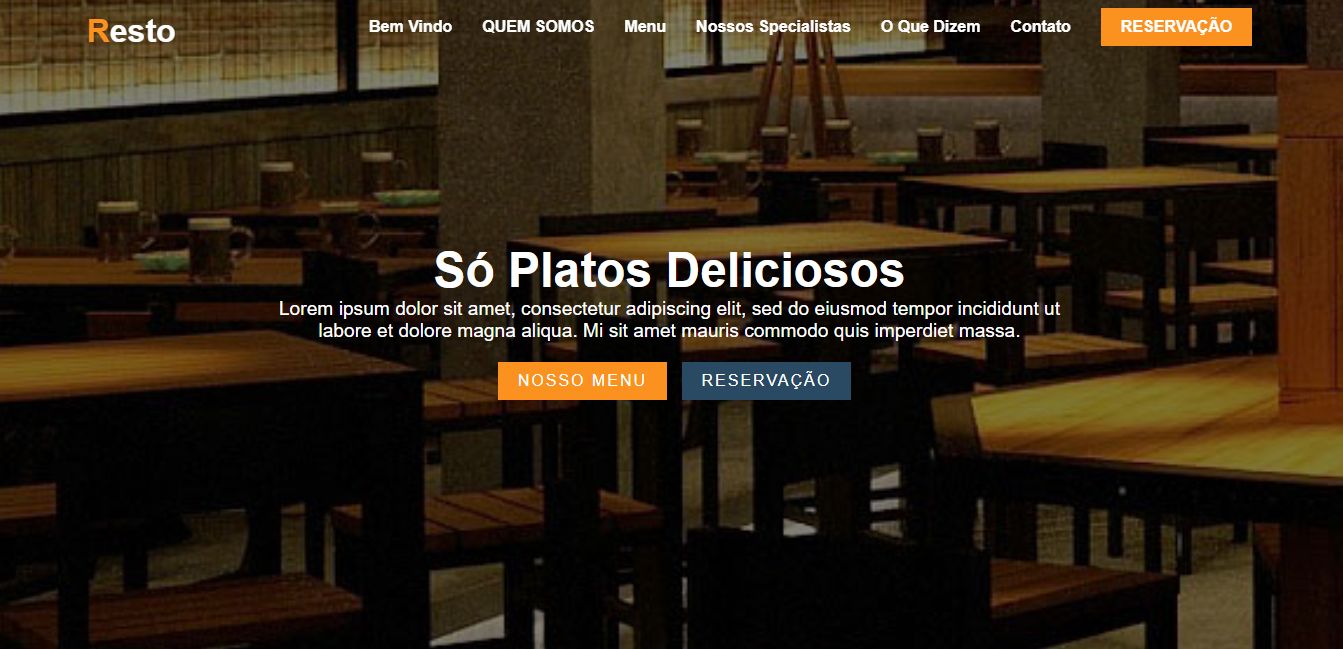 Resto
Bem Vindo QUEM SOMOS Menu Nossos Specialistas O Que Dizem Contato RESERVAÇÃO
Só Platos Deliciosos
Lorem ipsum dolor sit amet, consectetur adipiscing elit, sed do eiusmod tempor incididunt ut
labore et dolore magna aliqua. Mi sit amet mauris commodo quis imperdiet massa.
NOSSO MENU RESERVAÇÃO